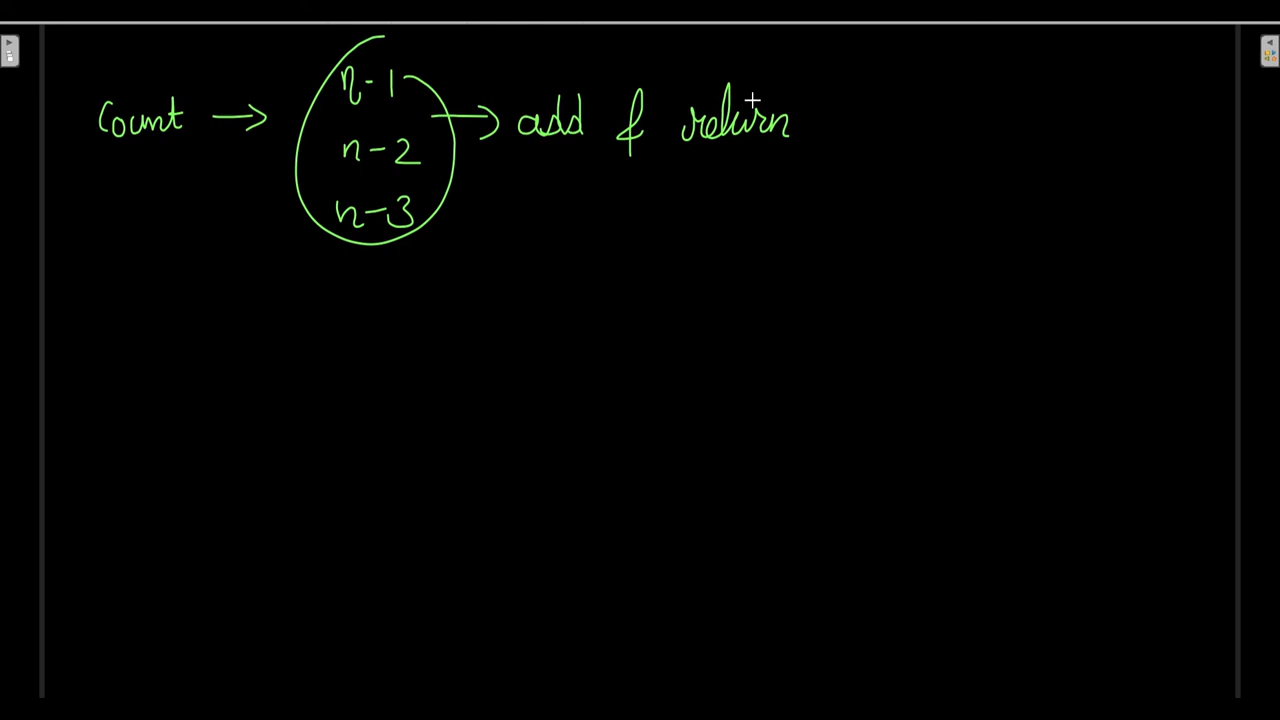 n-1
count → n-2 → add & return
n-3